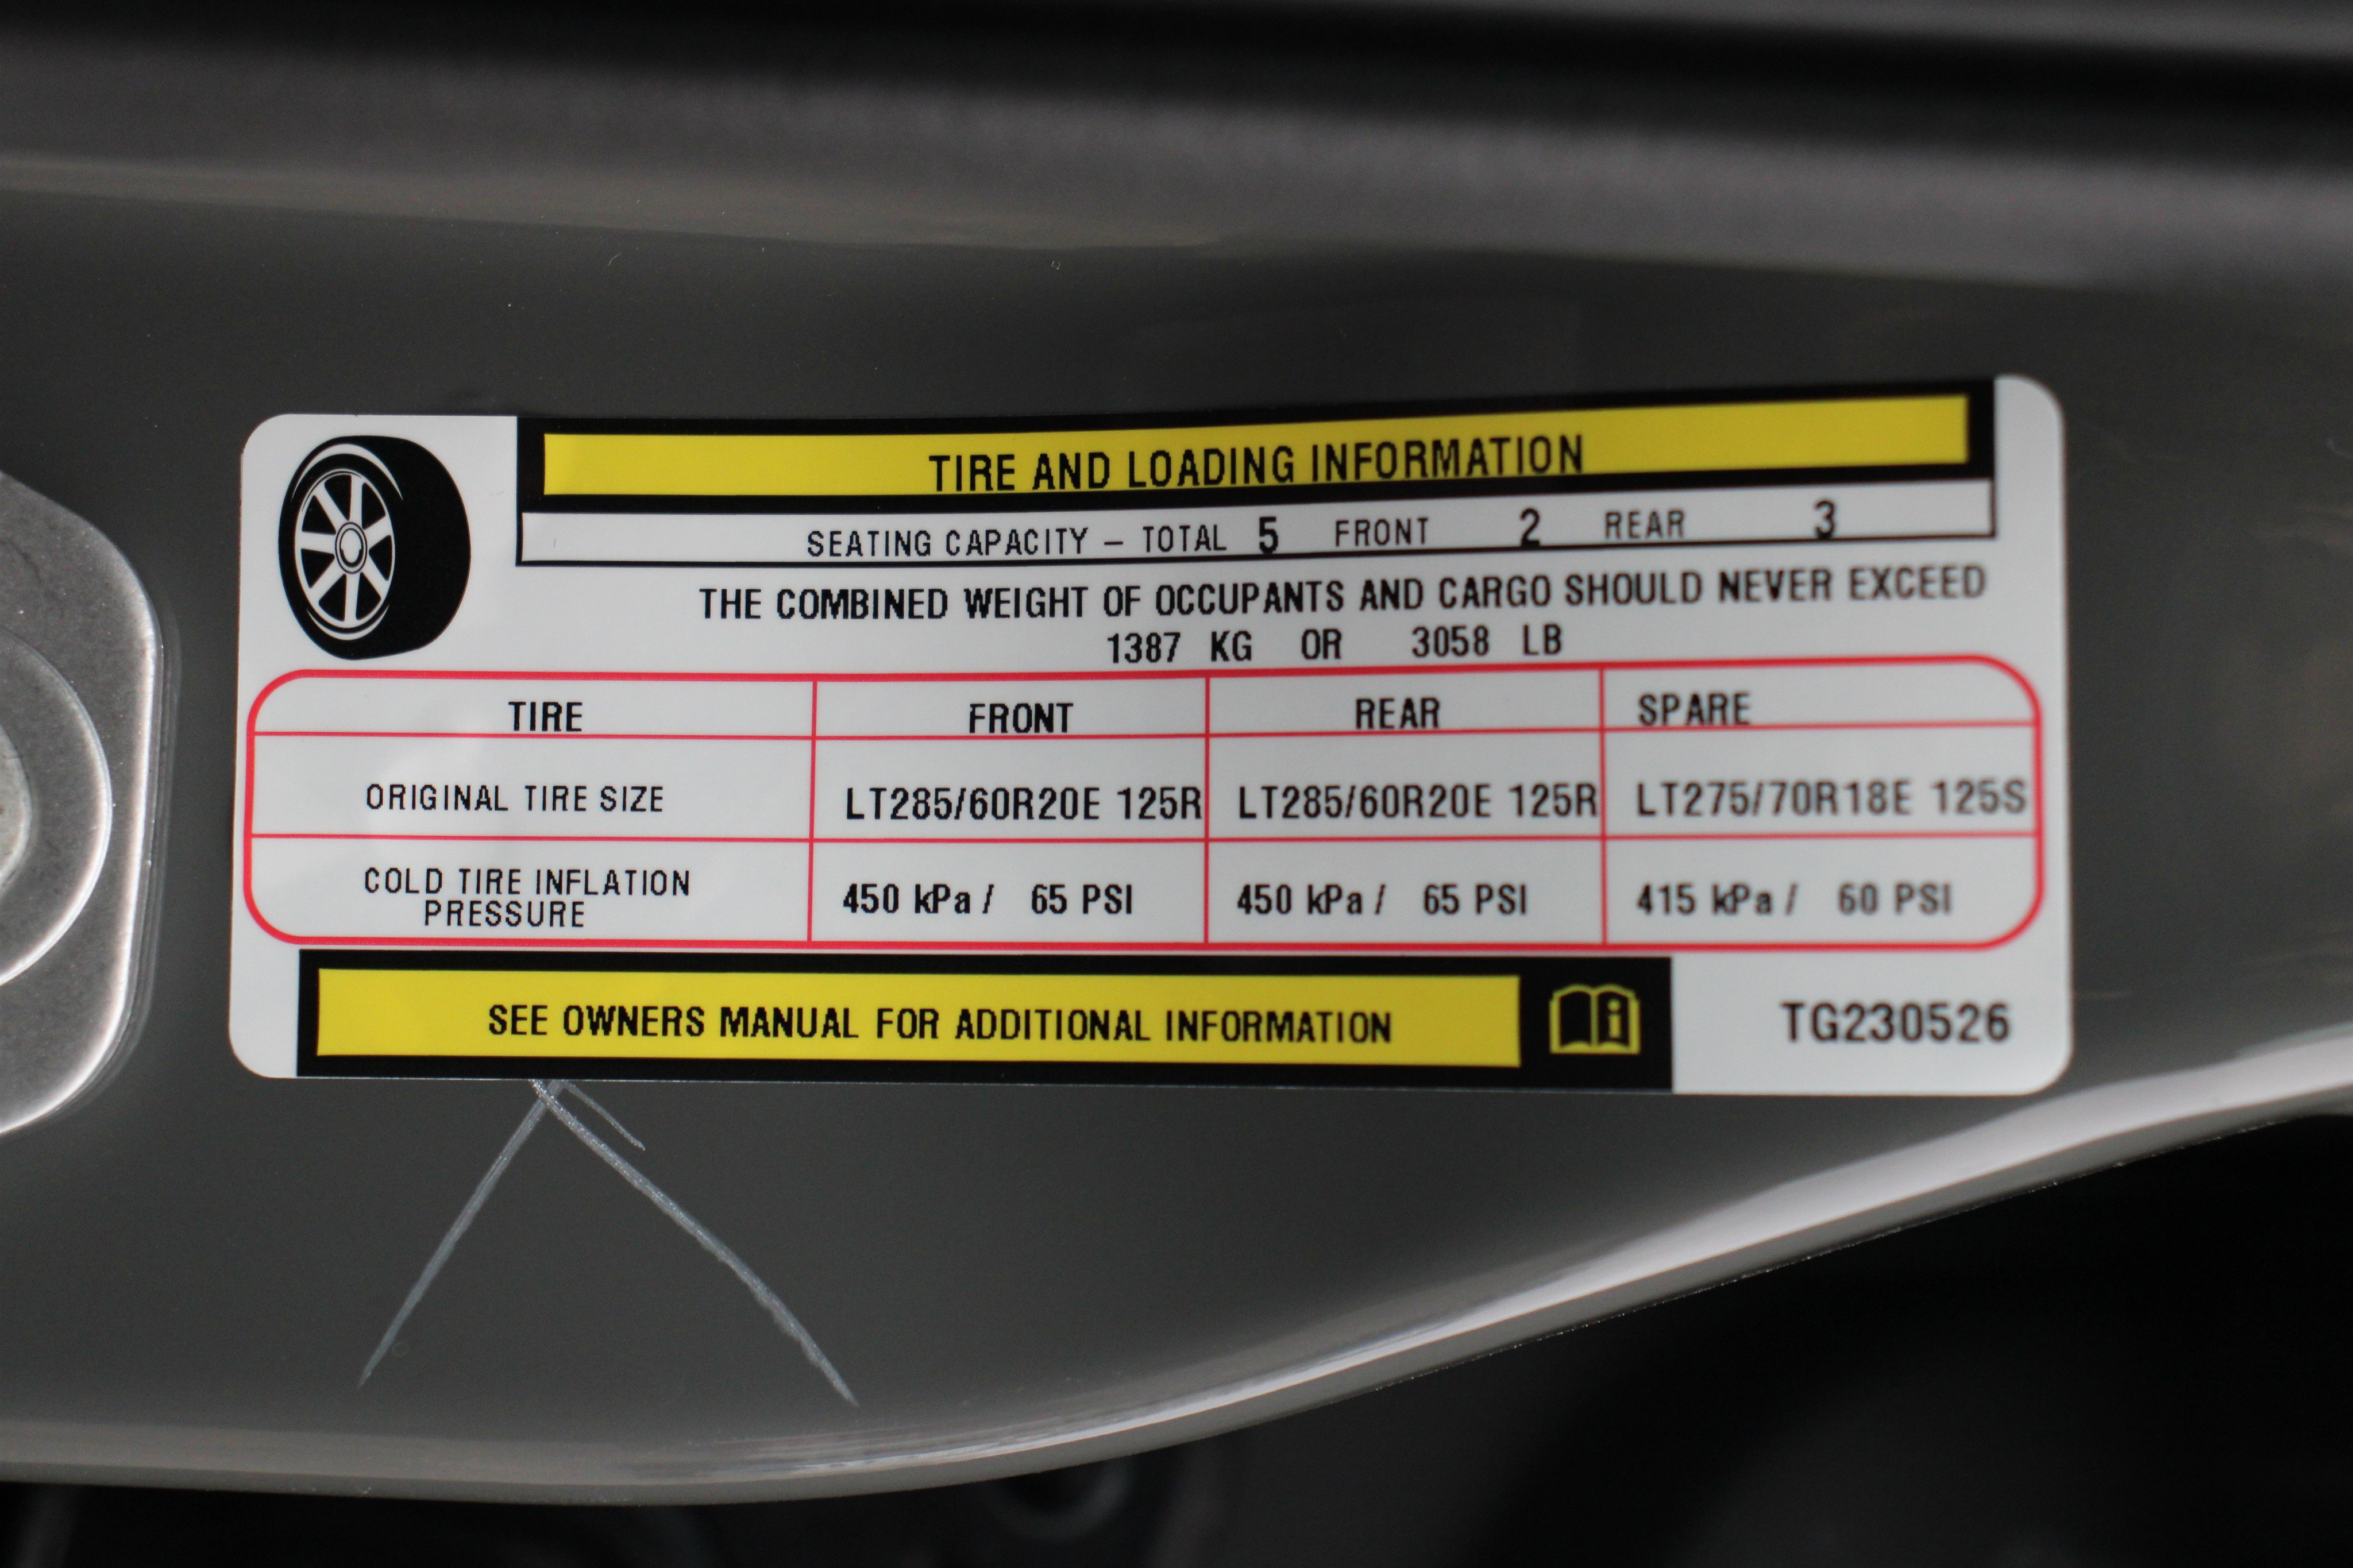 TIRE AND LOADING INFORMATION
SEATING CAPACITY – TOTAL 5 FRONT 2 REAR 3
THE COMBINED WEIGHT OF OCCUPANTS AND CARGO SHOULD NEVER EXCEED
1387 KG OR 3058 LB
TIRE FRONT REAR SPARE
ORIGINAL TIRE SIZE LT285/60R20E 125R LT285/60R20E 125R LT275/70R18E 125S
COLD TIRE INFLATION
PRESSURE 450 kPa / 65 PSI 450 kPa / 65 PSI 415 kPa / 60 PSI
SEE OWNERS MANUAL FOR ADDITIONAL INFORMATION
TG230526